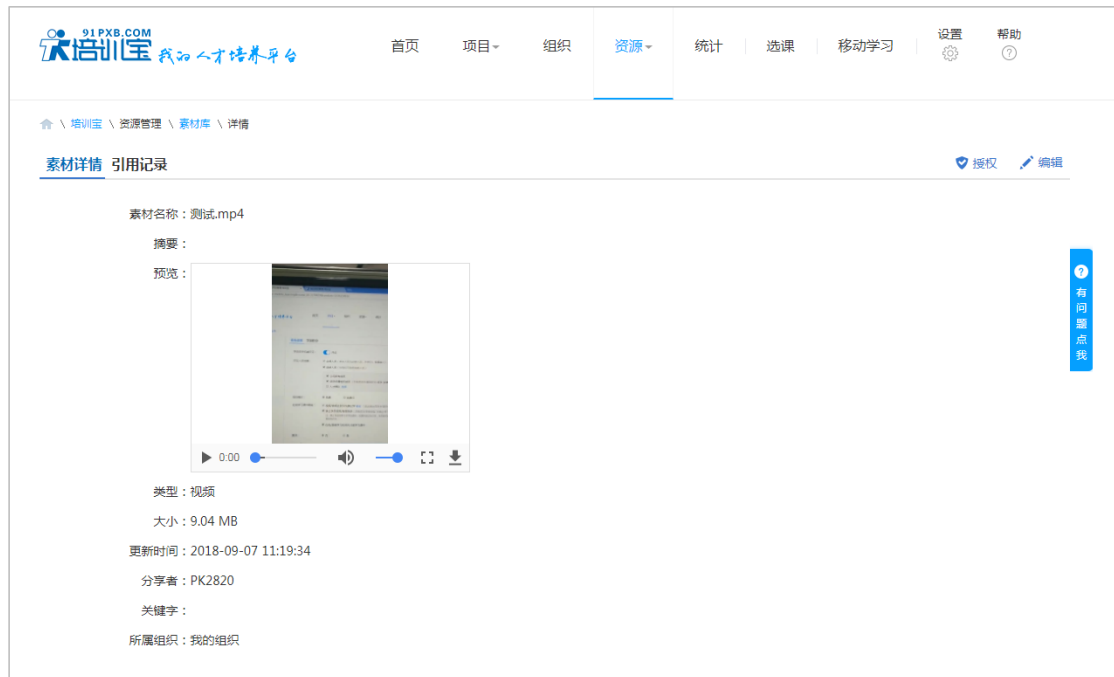 91PXB.COM
培训宝 我的人才培养平台
首页 项目 组织 资源 统计 选课 移动学习 设置 帮助
\ 培训宝 \ 资源管理 \ 素材库 \ 详情
素材详情 引用记录 授权 编辑
素材名称：测试.mp4
摘要：
预览：
0:00
有问题点我
类型：视频
大小：9.04 MB
更新时间：2018-09-07 11:19:34
分享者：PK2820
关键字：
所属组织：我的组织